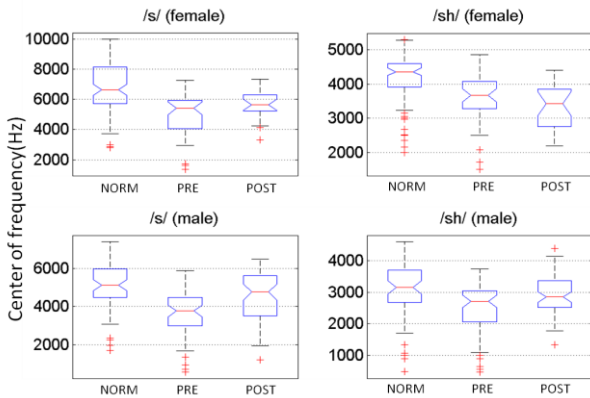 /s/ (female)
10000
8000
6000
4000
2000
NORM PRE POST
/sh/ (female)
5000
4000
3000
2000
NORM PRE POST
Center of frequency(Hz)
/s/ (male)
6000
4000
2000
NORM PRE POST
/sh/ (male)
4000
3000
2000
1000
NORM PRE POST